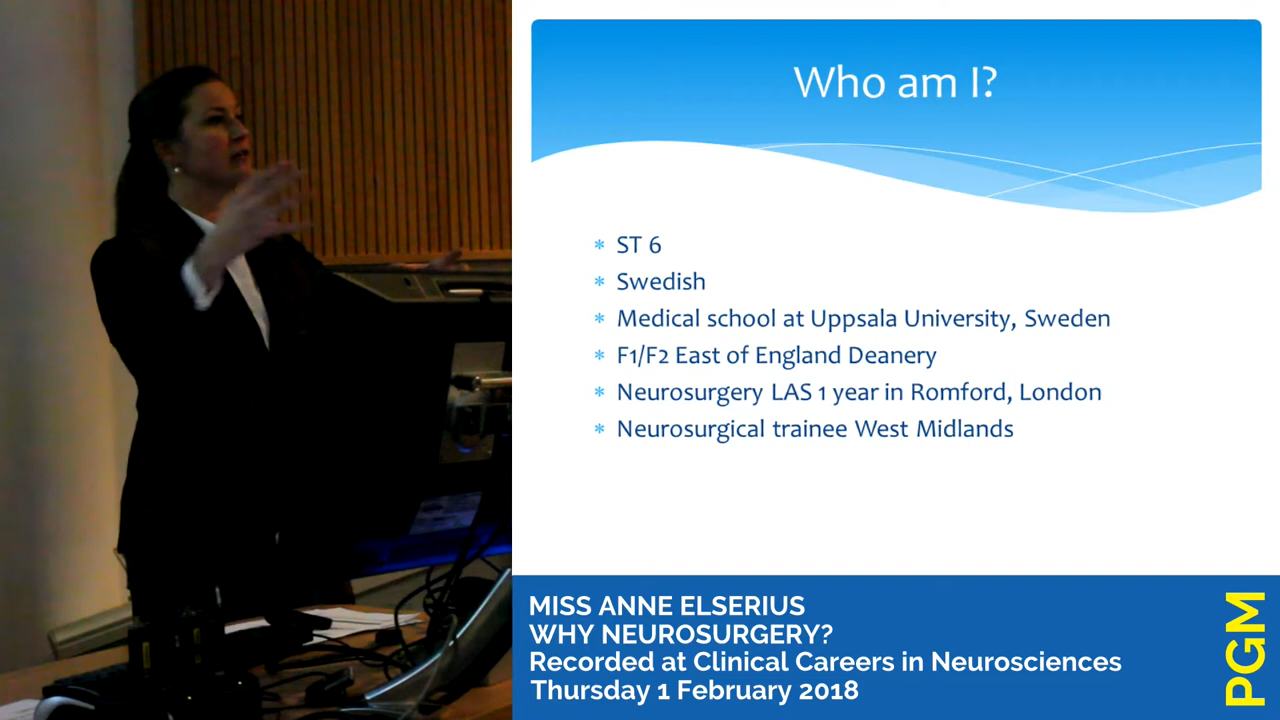 Who am I?
* ST 6
* Swedish
* Medical school at Uppsala University, Sweden
* F1/F2 East of England Deanery
* Neurosurgery LAS 1 year in Romford, London
* Neurosurgical trainee West Midlands
MISS ANNE ELSERIUS
WHY NEUROSURGERY?
Recorded at Clinical Careers in Neurosciences
Thursday 1 February 2018
PGM